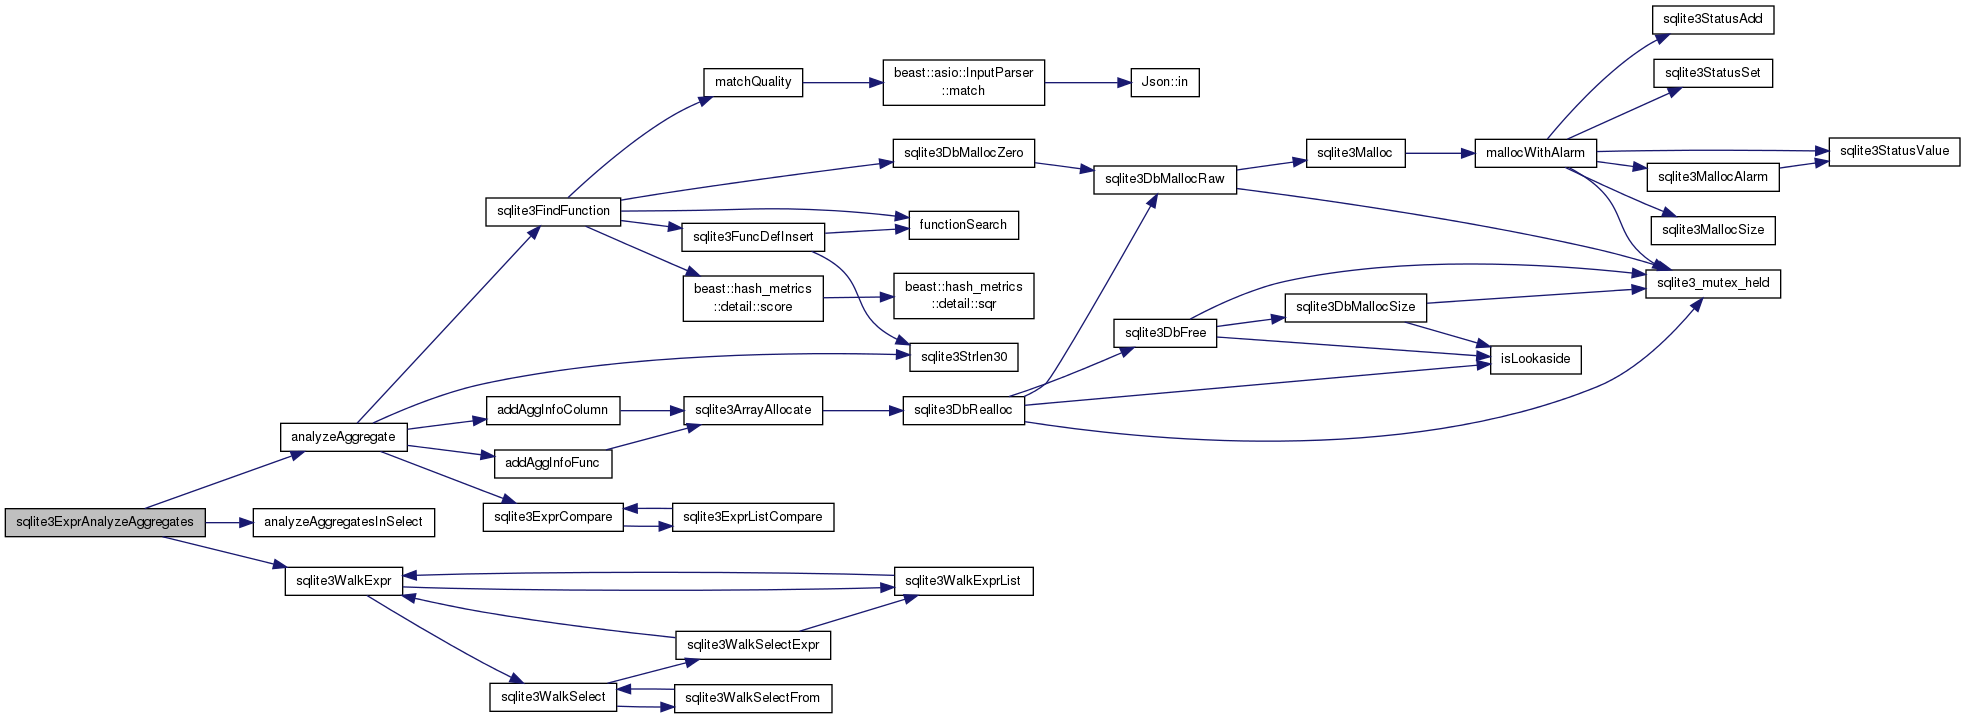 sqlite3StatusAdd
sqlite3StatusSet
matchQuality
beast::asio::InputParser
::match
Json::in
sqlite3DbMallocZero
sqlite3Malloc
mallocWithAlarm
sqlite3StatusValue
sqlite3DbMallocRaw
sqlite3MallocAlarm
sqlite3FindFunction
functionSearch
sqlite3FuncDefInsert
sqlite3MallocSize
beast::hash_metrics
::detail::score
beast::hash_metrics
::detail::sqr
sqlite3_mutex_held
sqlite3DbMallocSize
sqlite3DbFree
sqlite3Strlen30
isLookaside
analyzeAggregate
addAggInfoColumn
sqlite3ArrayAllocate
sqlite3DbRealloc
addAggInfoFunc
sqlite3ExprAnalyzeAggregates
analyzeAggregatesInSelect
sqlite3ExprCompare
sqlite3ExprListCompare
sqlite3WalkExpr
sqlite3WalkExprList
sqlite3WalkSelectExpr
sqlite3WalkSelect
sqlite3WalkSelectFrom